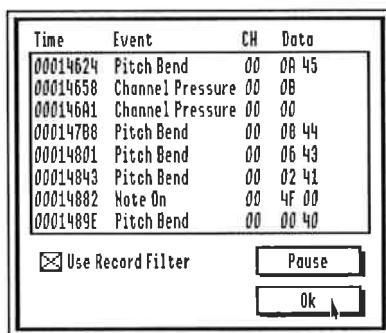 Time Event CH Data
00014624 Pitch Bend 00 0A 45
00014658 Channel Pressure 00 0B
000146A1 Channel Pressure 00 00
000147B8 Pitch Bend 00 08 44
00014801 Pitch Bend 00 06 43
00014843 Pitch Bend 00 02 41
00014882 Note On 00 4F 00
0001489E Pitch Bend 00 00 40
Use Record Filter
Pause
Ok